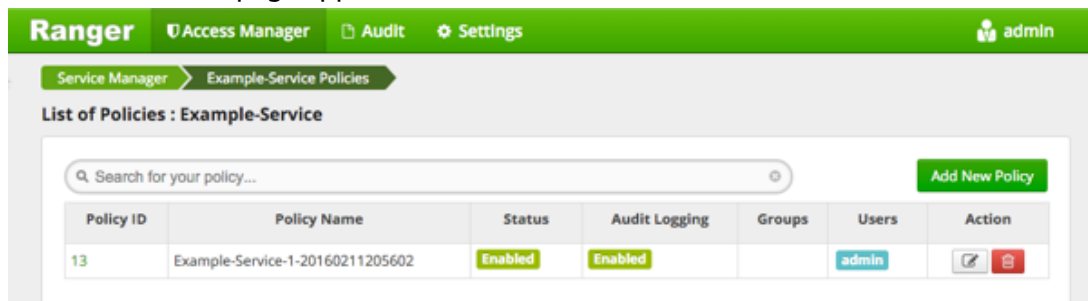 Ranger Access Manager Audit Settings admin
Service Manager Example-Service Policies
List of Policies : Example-Service
Search for your policy... Add New Policy
Policy ID Policy Name Status Audit Logging Groups Users Action
13 Example-Service-1-20160211205602 Enabled Enabled admin